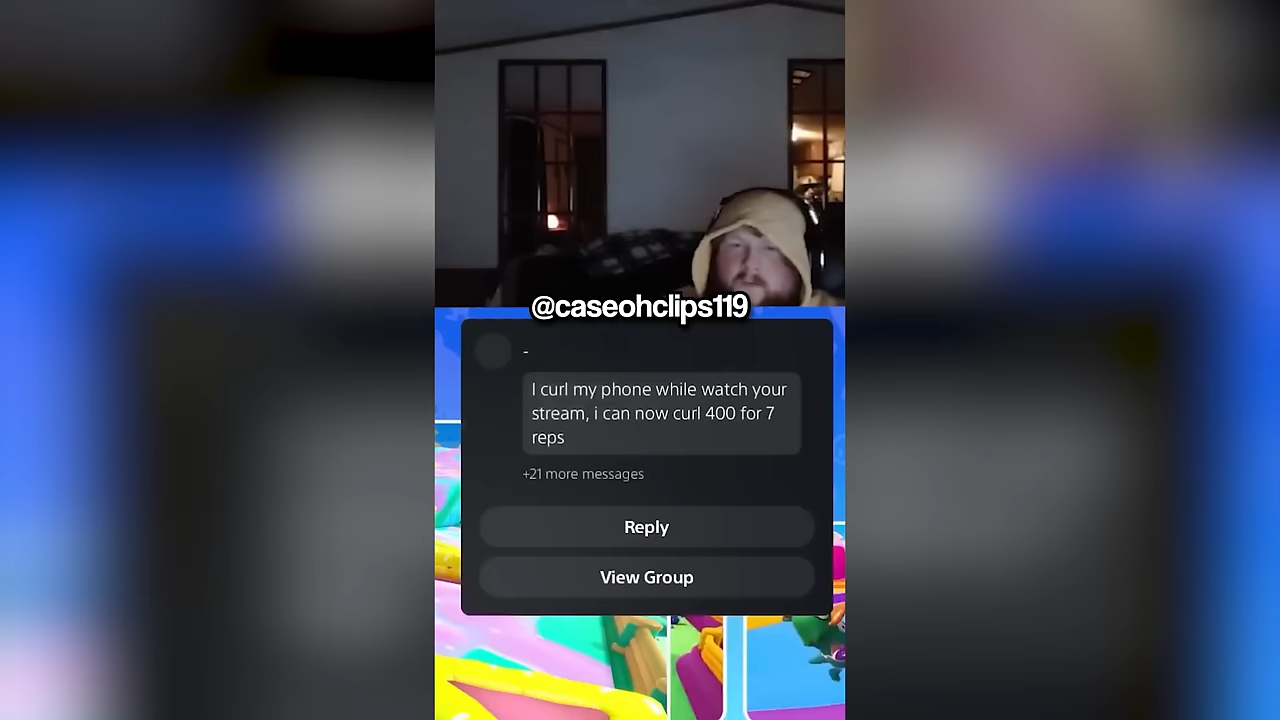 @caseohclips119
-
I curl my phone while watch your
stream, i can now curl 400 for 7
reps
+21 more messages
Reply
View Group